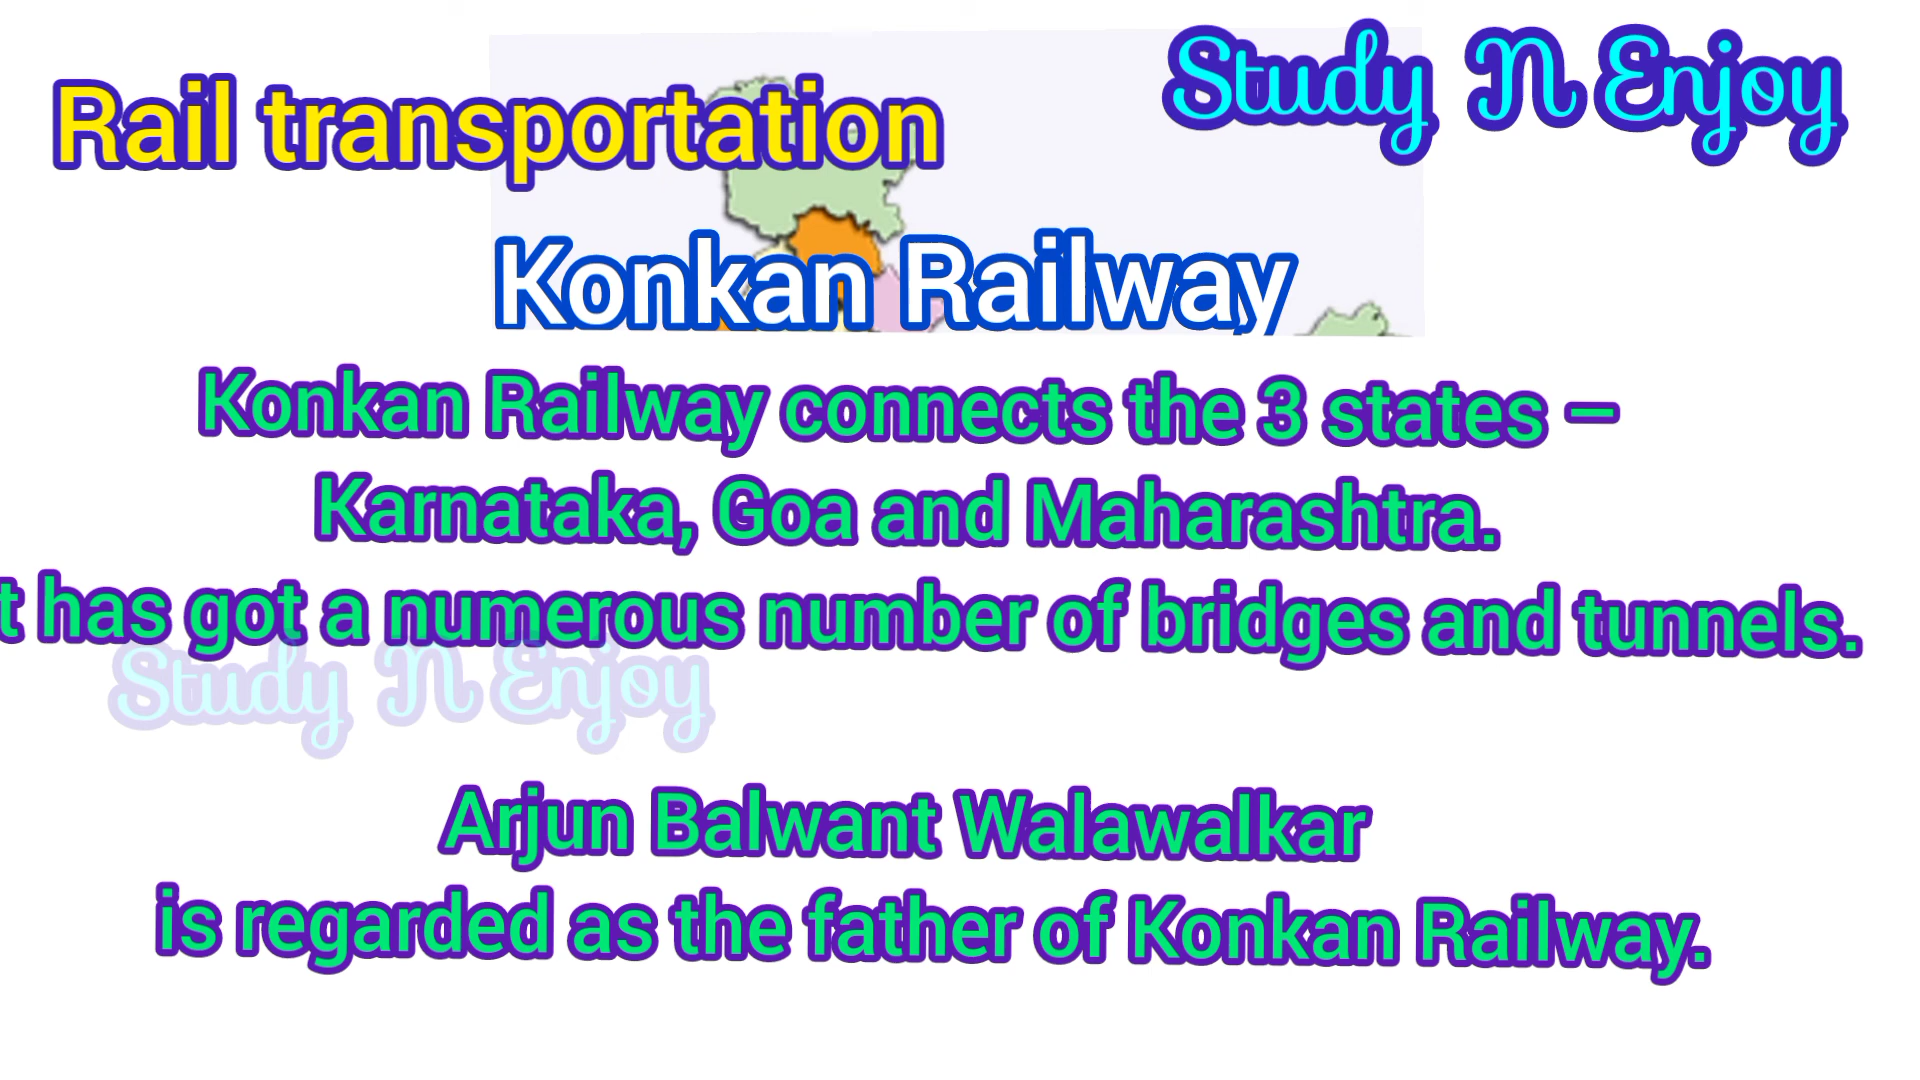 Study N Enjoy
Rail transportation
Konkan Railway
Konkan Railway connects the 3 states –
Karnataka, Goa and Maharashtra.
t has got a numerous number of bridges and tunnels.
Study N Enjoy
Arjun Balwant Walawalkar
is regarded as the father of Konkan Railway.